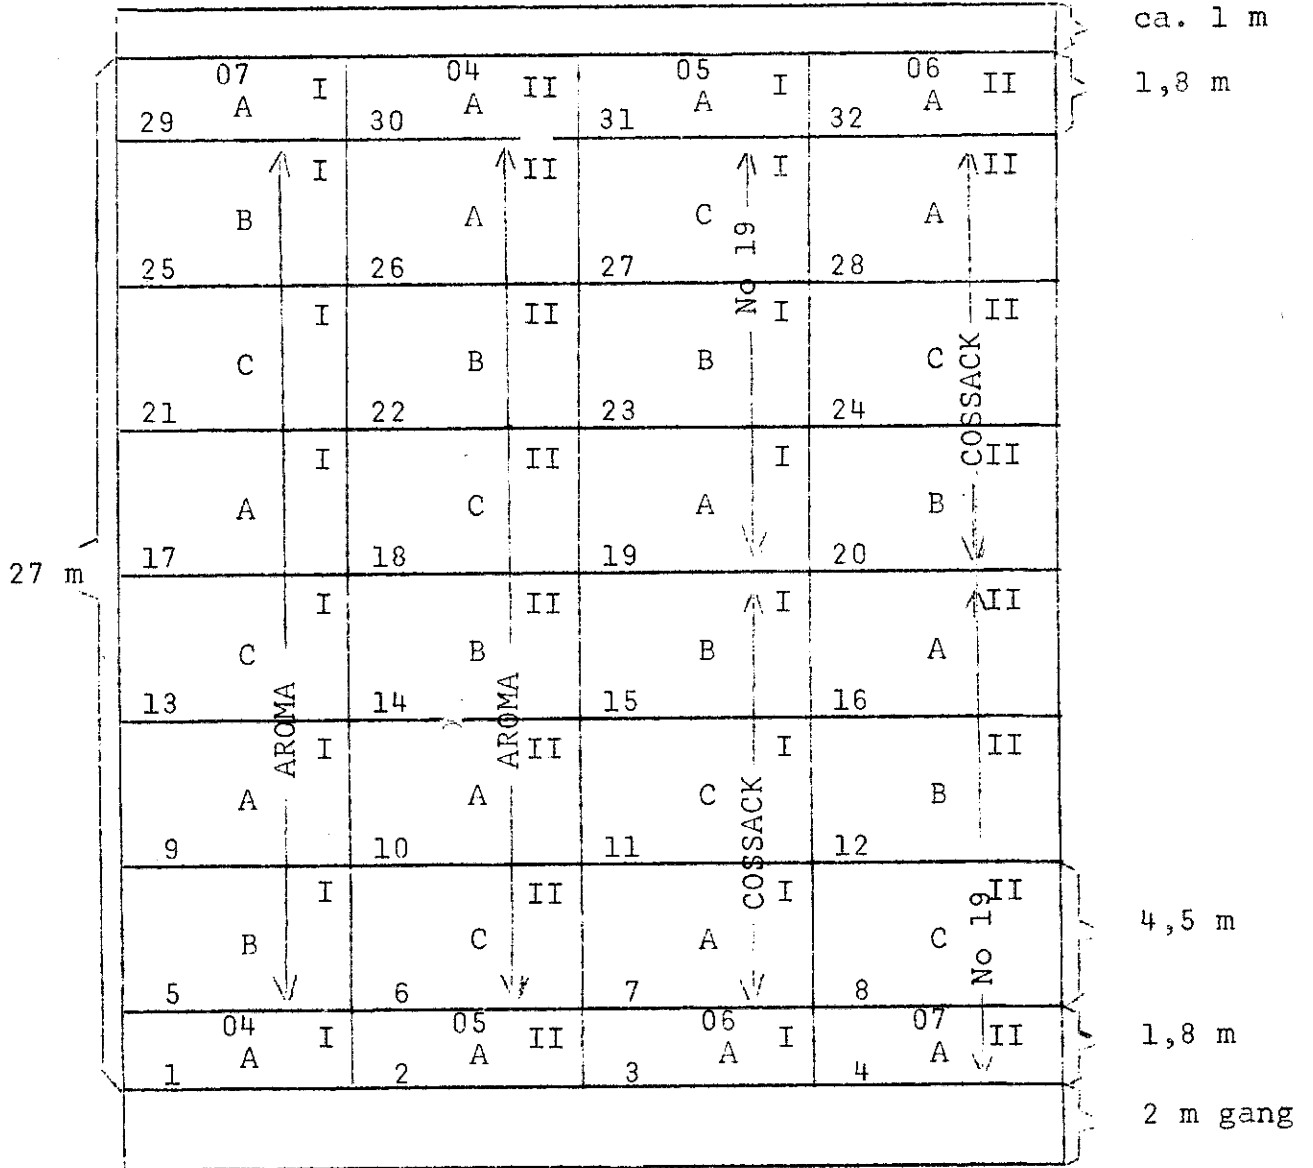 ca. 1 m
07 04 05 06
A I A II A I A II 1,8 m
29 30 31 32
I II I II
B A C A
No 19
25 26 27 28
I II I II
C B B C
COSSACK
21 22 23 24
I II I II
A C A B
27 m
17 18 19 20
I II I II
C B B A
AROMA AROMA
13 14 15 16
I II I II
A A C B
COSSACK
9 10 11 12
I II I II
B C A C 4,5 m
No 19
5 6 7 8
04 05 06 07
A I A II A I A II 1,8 m
1 2 3 4
2 m gang